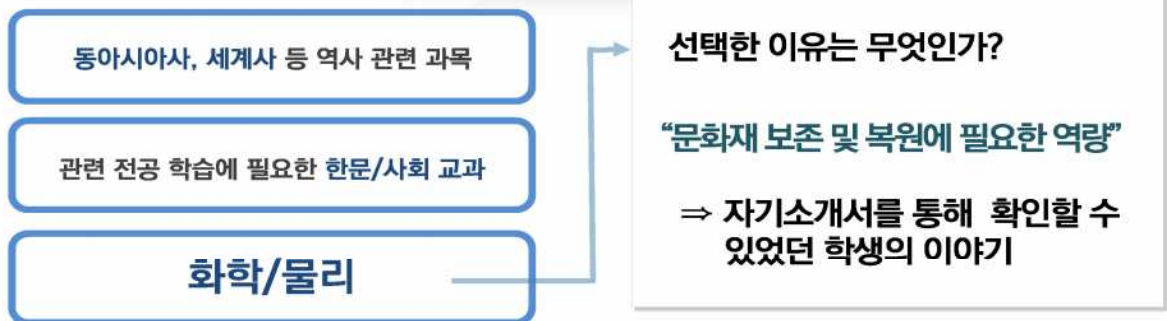 동아시아사, 세계사 등 역사 관련 과목
관련 전공 학습에 필요한 한문/사회 교과
화학/물리
선택한 이유는 무엇인가?
“문화재 보존 및 복원에 필요한 역량”
⇒ 자기소개서를 통해 확인할 수
있었던 학생의 이야기